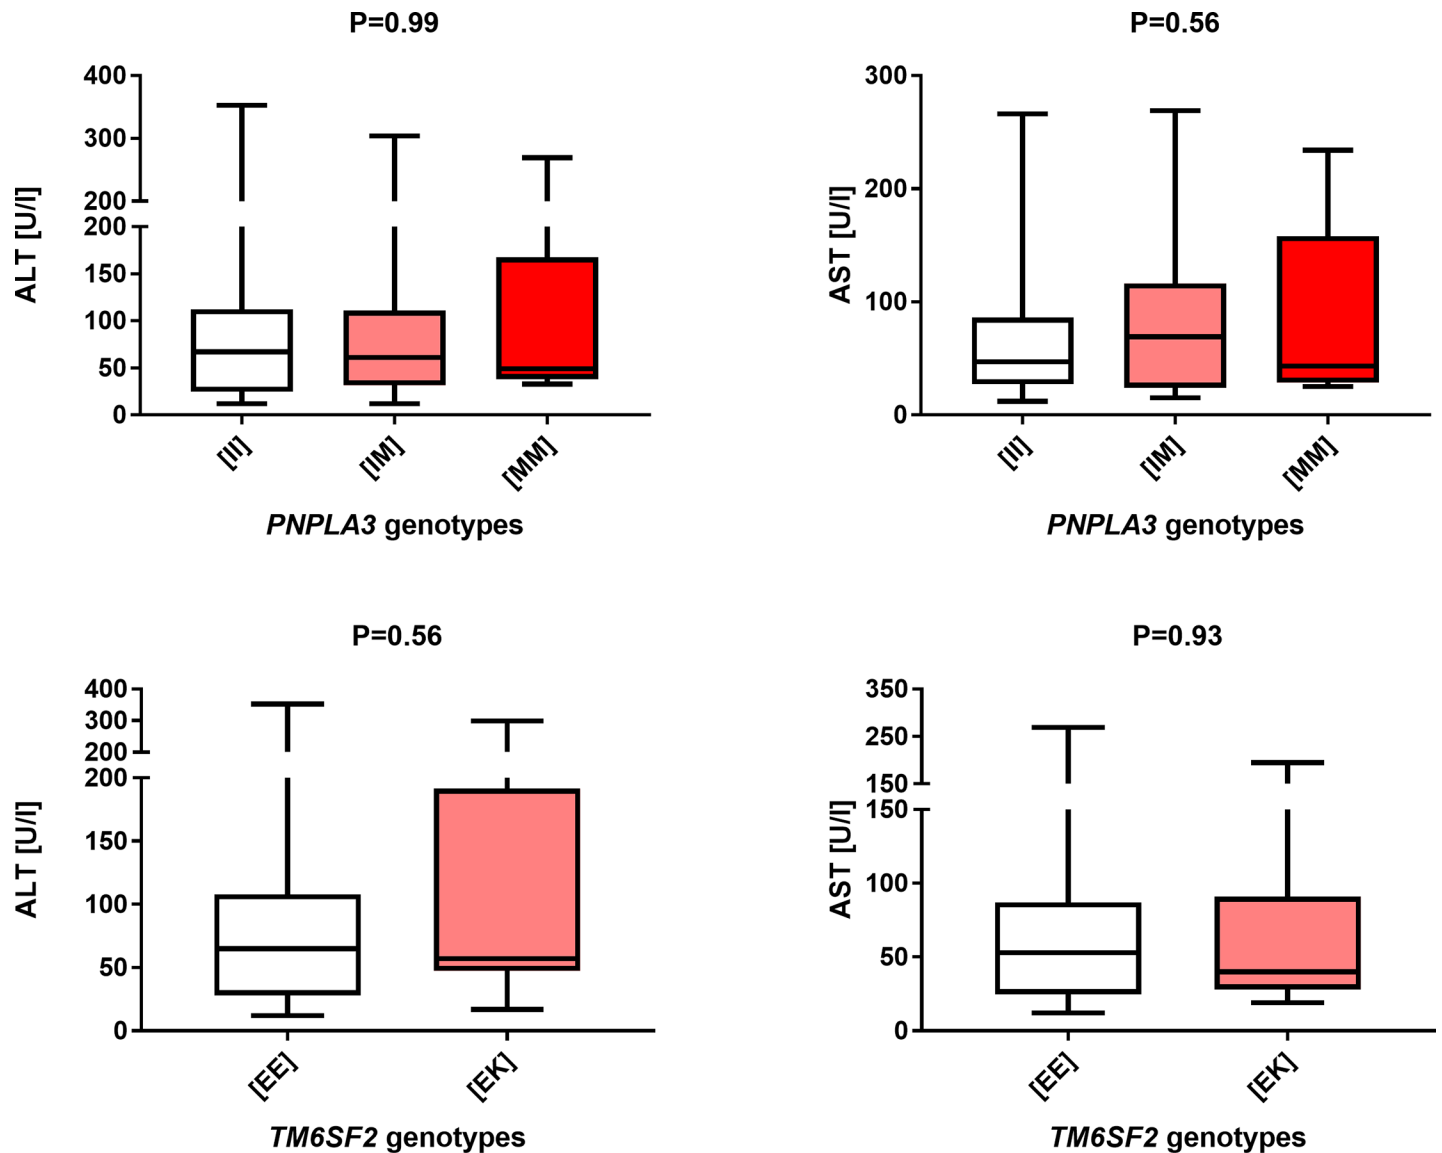 P=0.99
400
300
200
200
150
100
50
0
ALT [U/l]
[II]
[IM]
[MM]
PNPLA3 genotypes
P=0.56
300
200
100
0
AST [U/l]
[II]
[IM]
[MM]
PNPLA3 genotypes
P=0.56
400
300
200
200
150
100
50
0
ALT [U/l]
[EE]
[EK]
TM6SF2 genotypes
P=0.93
350
250
150
150
100
50
0
AST [U/l]
[EE]
[EK]
TM6SF2 genotypes